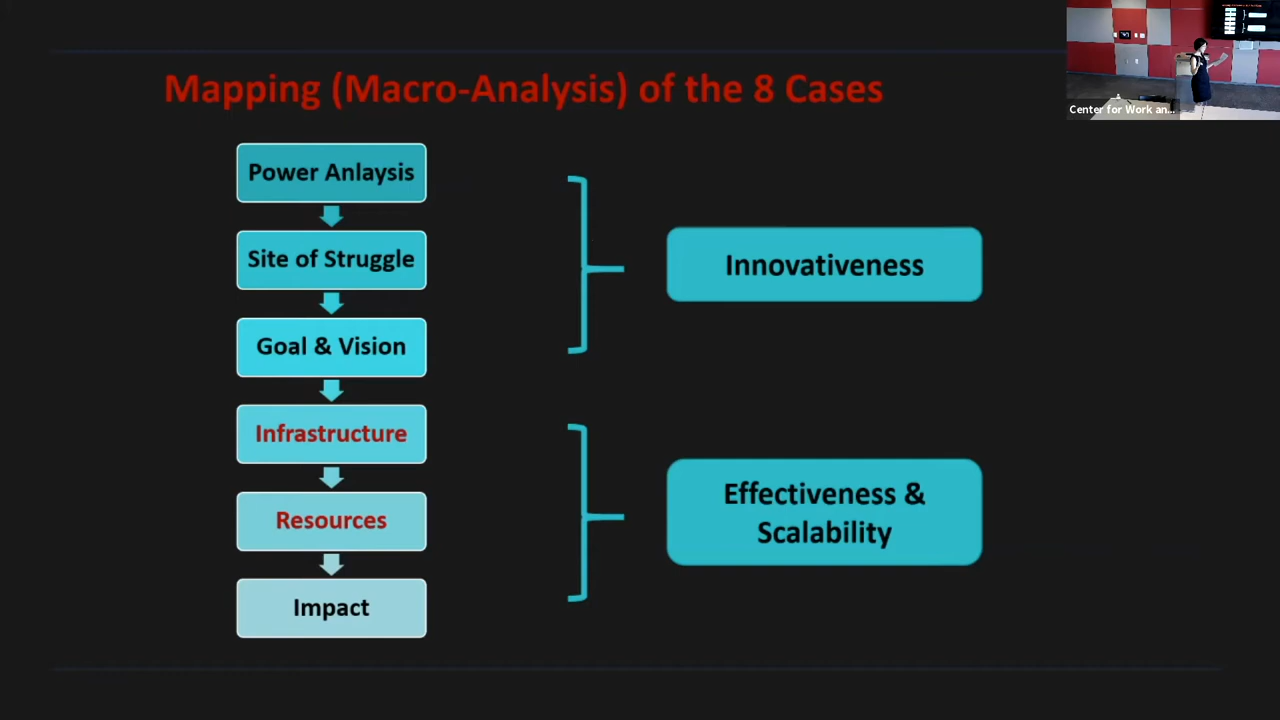 Mapping (Macro-Analysis) of the 8 Cases
Center for Work an...
Power Anlaysis
Site of Struggle
Goal & Vision
Infrastructure
Resources
Impact
Innovativeness
Effectiveness &
Scalability